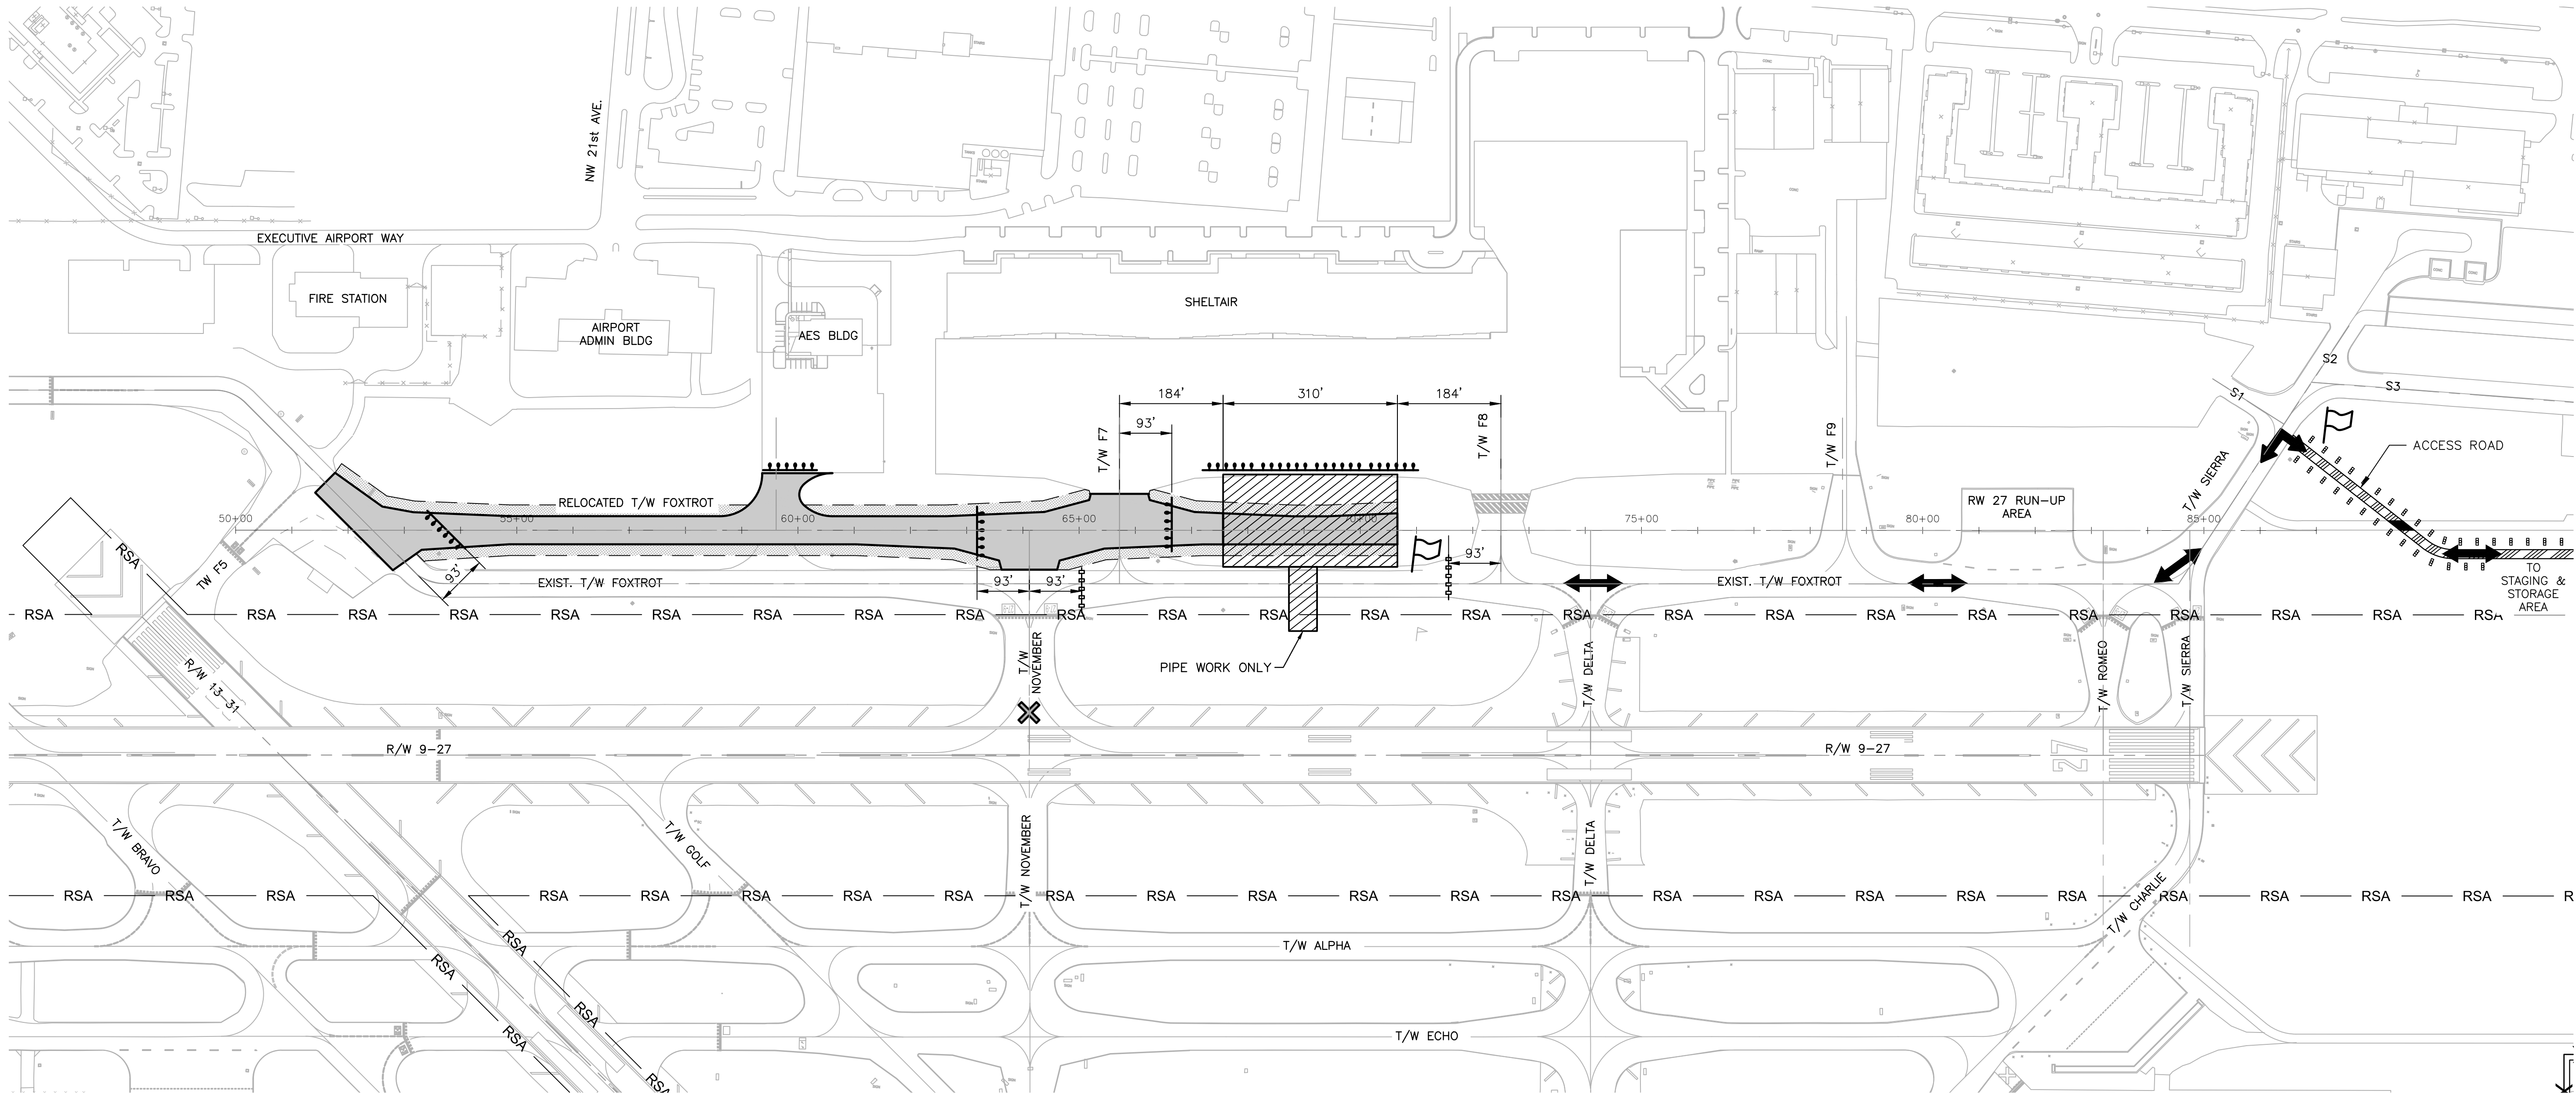 NW 21st AVE.
EXECUTIVE AIRPORT WAY
FIRE STATION
AIRPORT
ADMIN BLDG
AES BLDG
SHELTAIR
S2
S3
S1
184'
310'
184'
93'
T/W F7
T/W F8
T/W F9
T/W SIERRA
ACCESS ROAD
RW 27 RUN-UP
AREA
RELOCATED T/W FOXTROT
50+00
55+00
60+00
65+00
70+00
75+00
80+00
85+00
RSA
TW F5
93'
EXIST. T/W FOXTROT
93'
93'
93'
EXIST. T/W FOXTROT
TO
STAGING &
STORAGE
AREA
RSA RSA RSA RSA RSA RSA RSA RSA RSA RSA RSA RSA RSA RSA RSA RSA RSA RSA RSA RSA RSA RSA RSA RSA
T/W
NOVEMBER
PIPE WORK ONLY
T/W DELTA
T/W ROMEO
T/W SIERRA
R/W 13-31
R/W 9-27
R/W 9-27
27
T/W BRAVO
T/W GOLF
T/W NOVEMBER
T/W DELTA
T/W CHARLIE
RSA RSA RSA RSA RSA RSA RSA RSA RSA RSA RSA RSA RSA RSA RSA RSA RSA RSA RSA RSA RSA RSA RSA RSA
RSA
RSA
T/W ALPHA
RSA
RSA
T/W ECHO
RSA